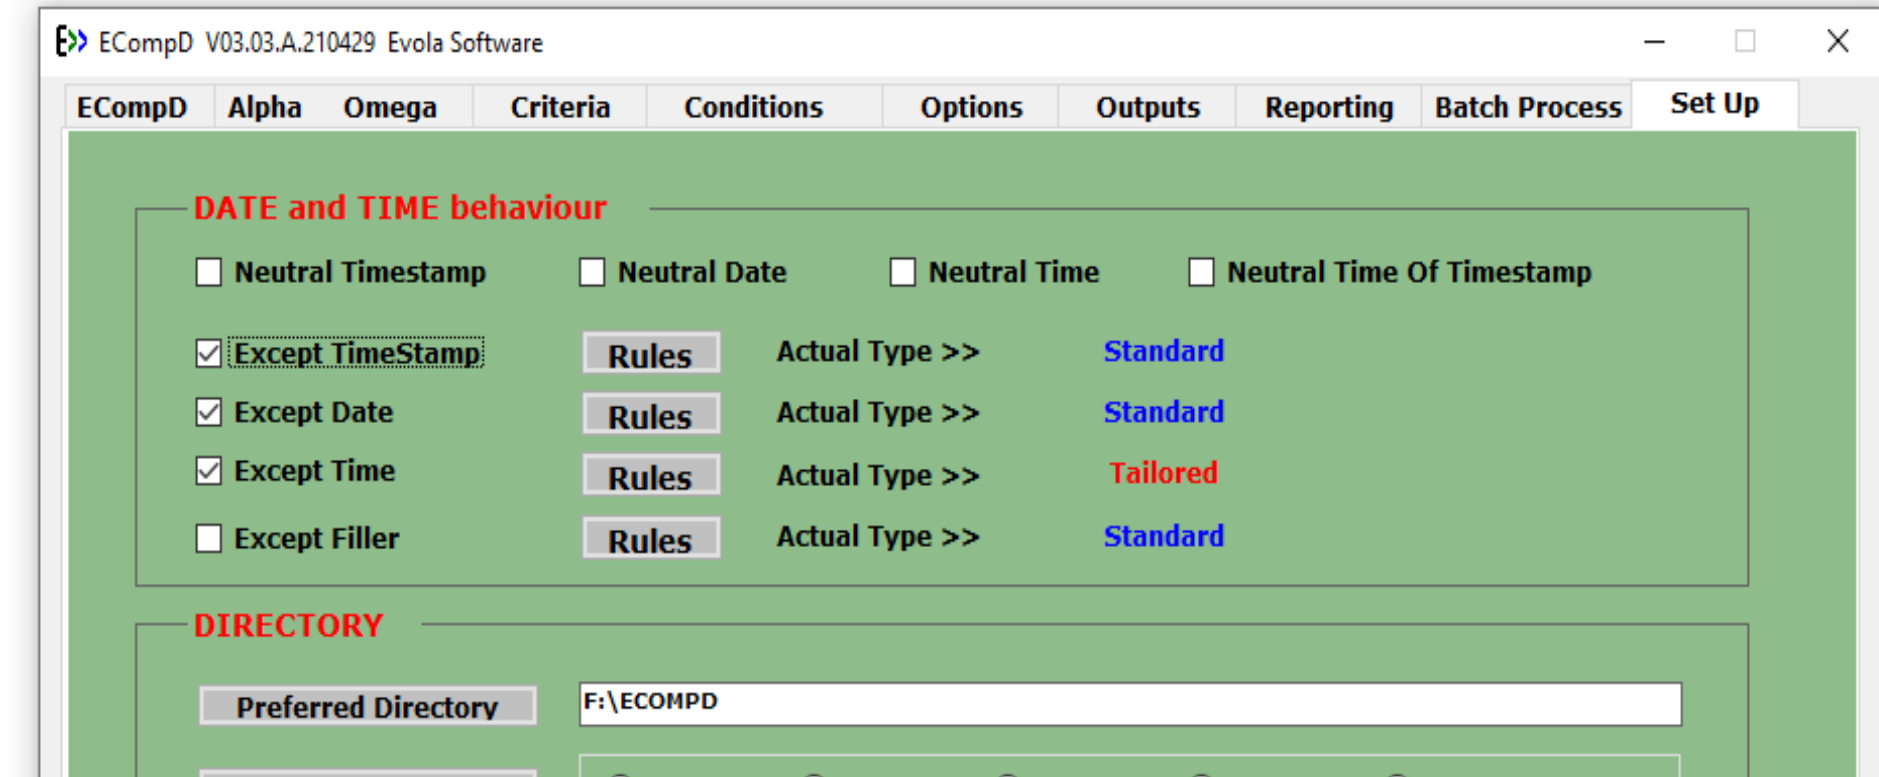 E>> ECompD V03.03.A.210429 Evola Software
ECompD Alpha Omega Criteria Conditions Options Outputs Reporting Batch Process Set Up
DATE and TIME behaviour
Neutral Timestamp Neutral Date Neutral Time Neutral Time Of Timestamp
Except TimeStamp Rules Actual Type >> Standard
Except Date Rules Actual Type >> Standard
Except Time Rules Actual Type >> Tailored
Except Filler Rules Actual Type >> Standard
DIRECTORY
Preferred Directory F:\ECOMPD